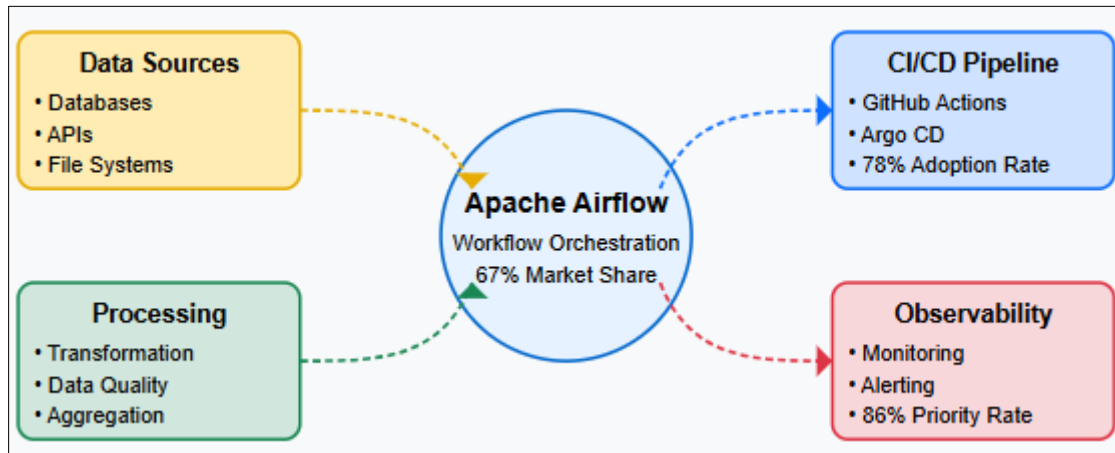 Data Sources
• Databases
• APIs
• File Systems
CI/CD Pipeline
• GitHub Actions
• Argo CD
• 78% Adoption Rate
Apache Airflow
Workflow Orchestration
67% Market Share
Processing
• Transformation
• Data Quality
• Aggregation
Observability
• Monitoring
• Alerting
• 86% Priority Rate